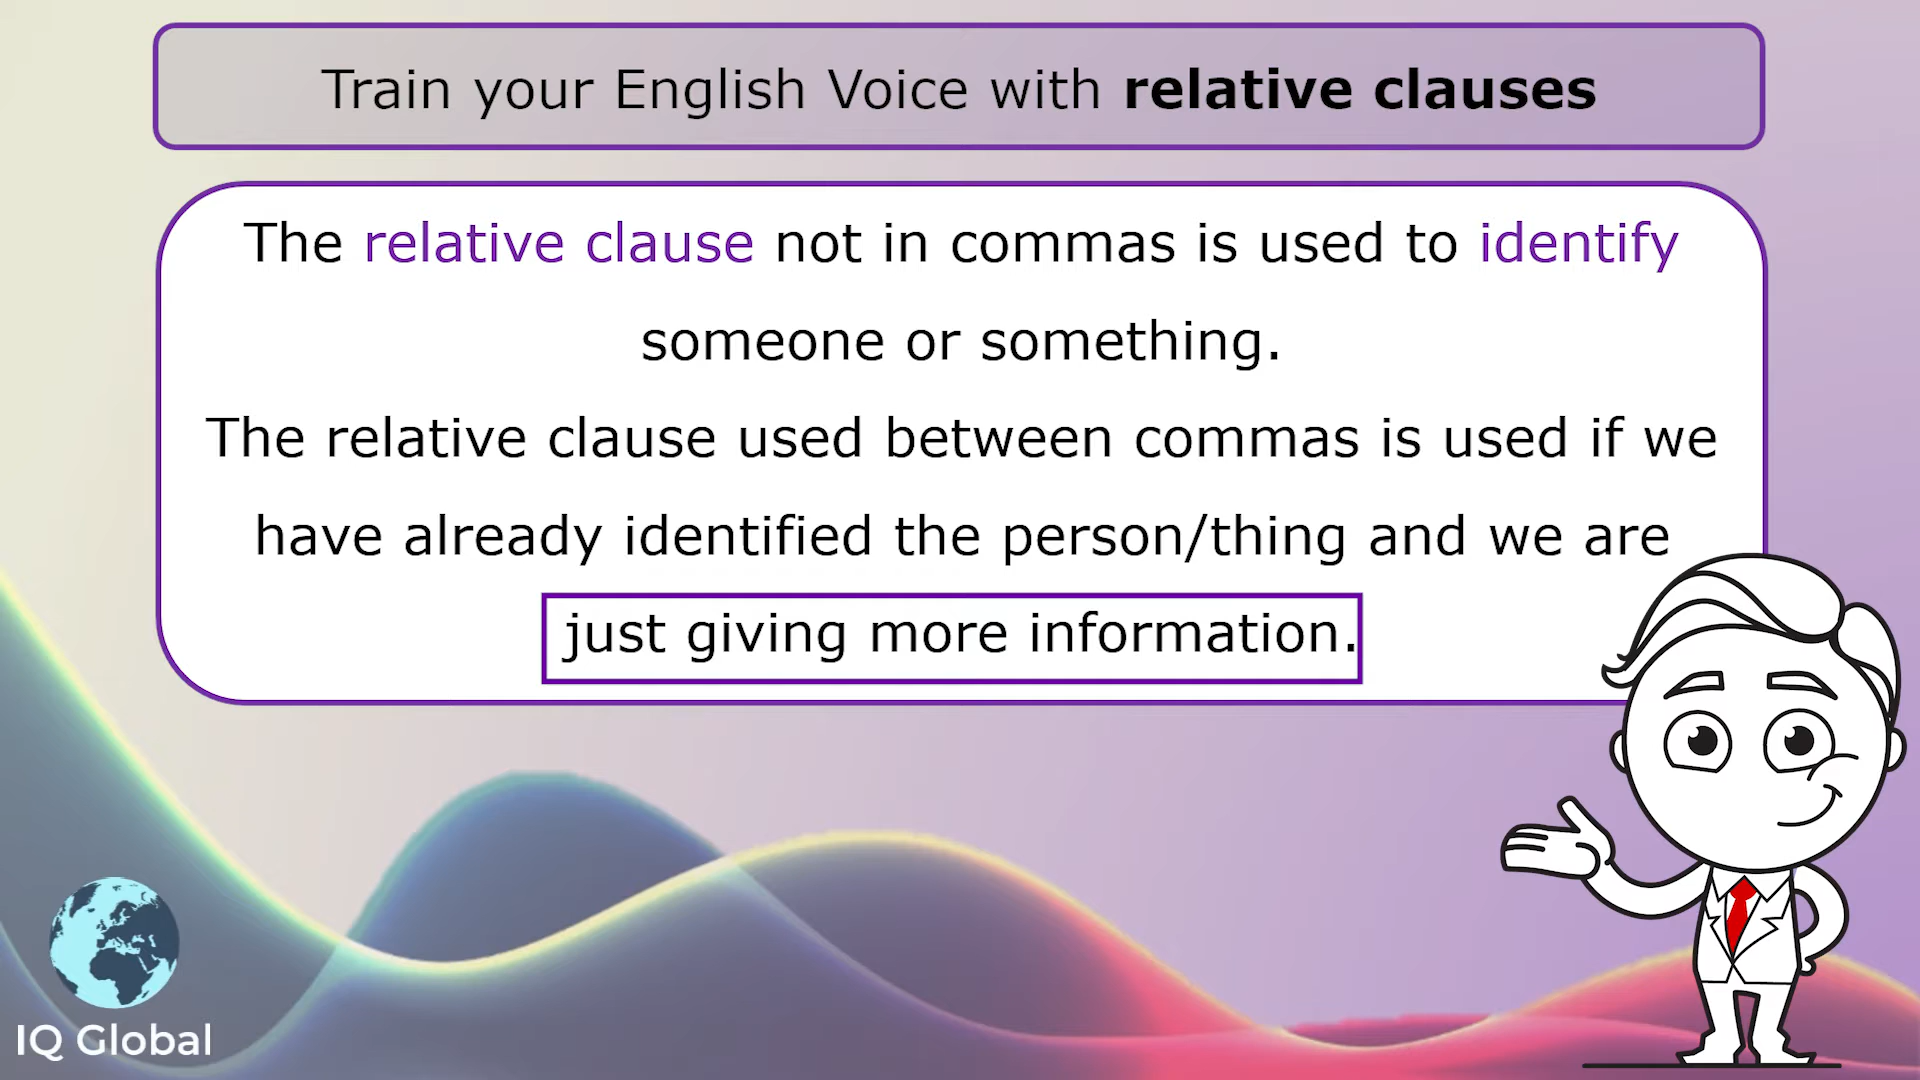 Train your English Voice with relative clauses
The relative clause not in commas is used to identify
someone or something.
The relative clause used between commas is used if we
have already identified the person/thing and we are
just giving more information.
IQ Global